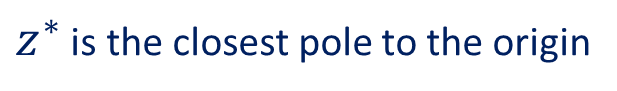 z* is the closest pole to the origin